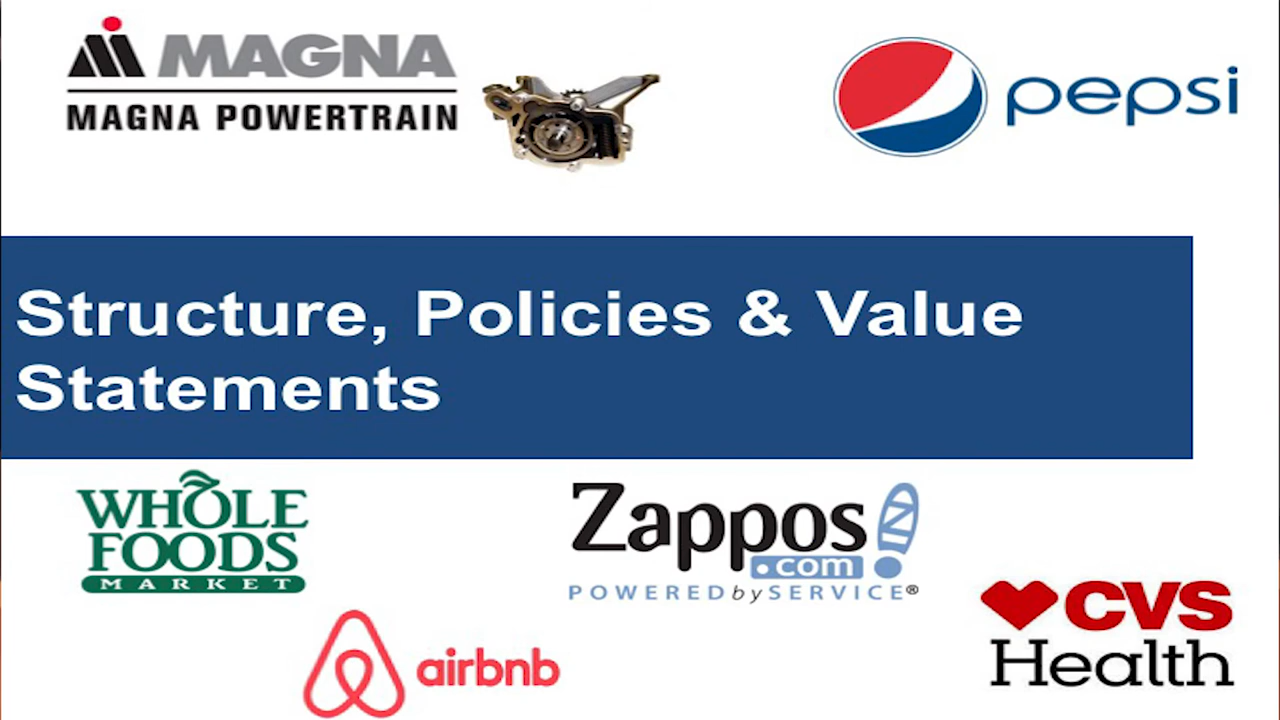 MAGNA
MAGNA POWERTRAIN
pepsi
Structure, Policies & Value
Statements
WHOLE
FOODS
MARKET
Zappos
.com
POWERED by SERVICE®
airbnb
CVS
Health